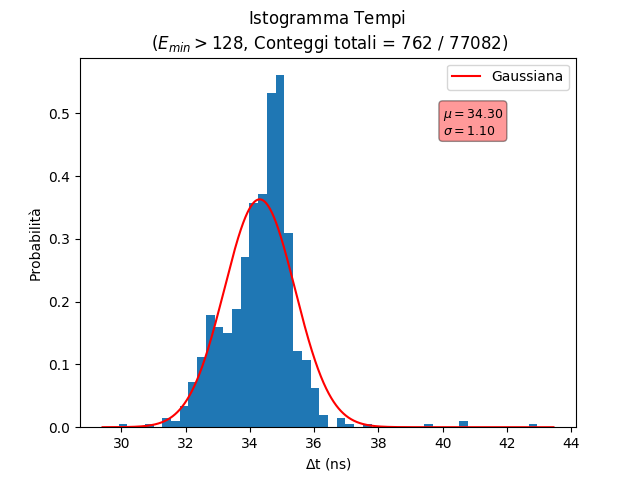 Istogramma Tempi
(E_min > 128, Conteggi totali = 762 / 77082)
Gaussiana
μ = 34.30
σ = 1.10
Probabilità
0.5
0.4
0.3
0.2
0.1
0.0
30 32 34 36 38 40 42 44
Δt (ns)